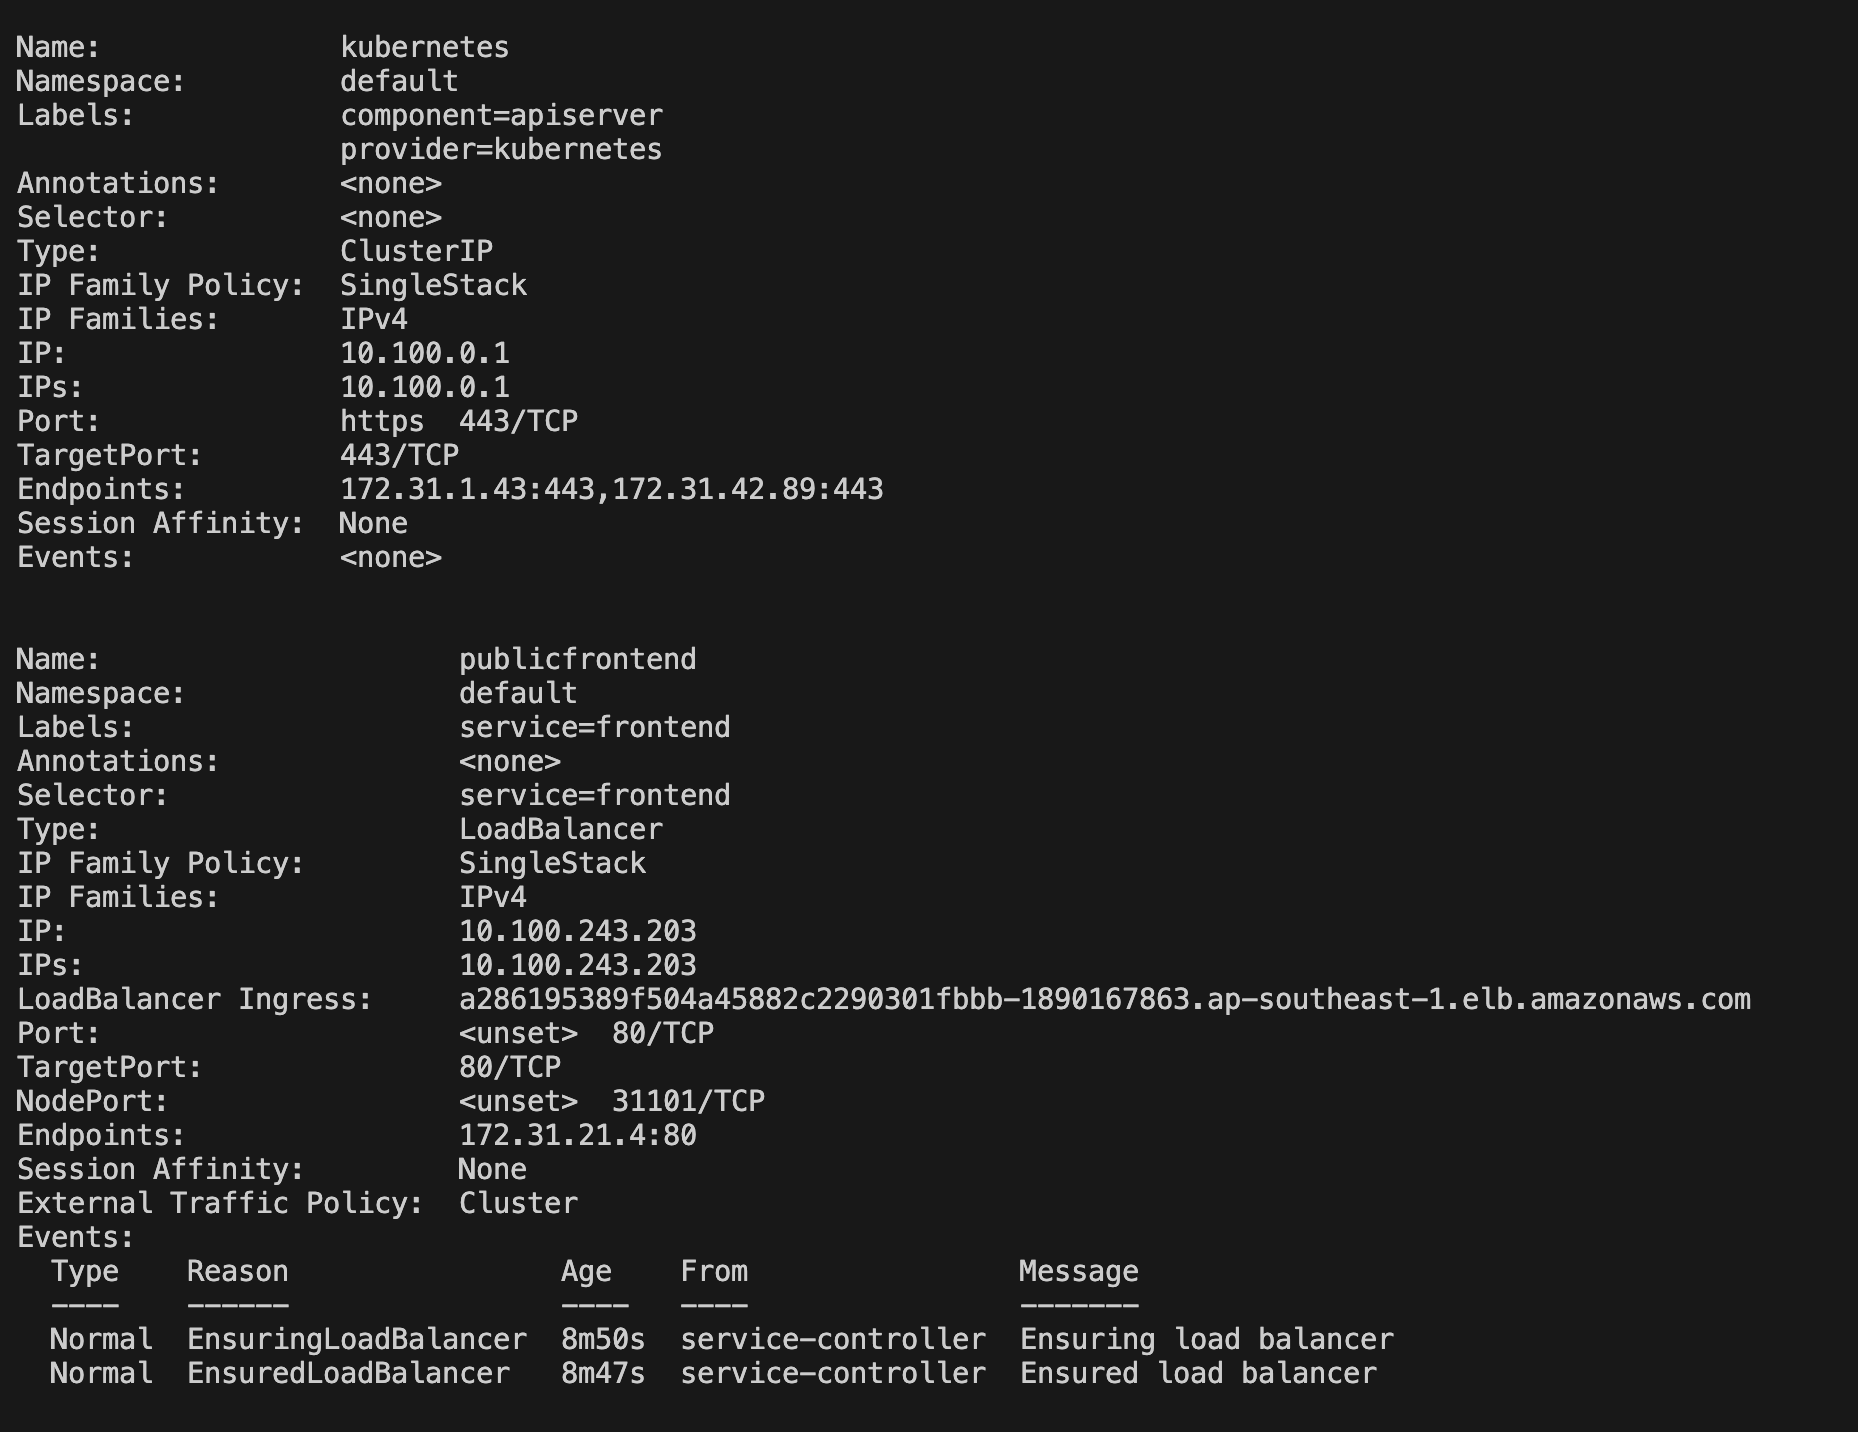 Name:              kubernetes
Namespace:         default
Labels:            component=apiserver
                   provider=kubernetes
Annotations:       <none>
Selector:          <none>
Type:              ClusterIP
IP Family Policy:  SingleStack
IP Families:       IPv4
IP:                10.100.0.1
IPs:               10.100.0.1
Port:              https  443/TCP
TargetPort:        443/TCP
Endpoints:         172.31.1.43:443,172.31.42.89:443
Session Affinity:  None
Events:            <none>
Name:                     publicfrontend
Namespace:                default
Labels:                   service=frontend
Annotations:              <none>
Selector:                 service=frontend
Type:                     LoadBalancer
IP Family Policy:         SingleStack
IP Families:              IPv4
IP:                       10.100.243.203
IPs:                      10.100.243.203
LoadBalancer Ingress:     a286195389f504a45882c2290301fbbb-1890167863.ap-southeast-1.elb.amazonaws.com
Port:                     <unset>  80/TCP
TargetPort:               80/TCP
NodePort:                 <unset>  31101/TCP
Endpoints:                172.31.21.4:80
Session Affinity:         None
External Traffic Policy:  Cluster
Events:
  Type    Reason                Age    From                Message
  ----    ------                ----   ----                -------
  Normal  EnsuringLoadBalancer  8m50s  service-controller  Ensuring load balancer
  Normal  EnsuredLoadBalancer   8m47s  service-controller  Ensured load balancer